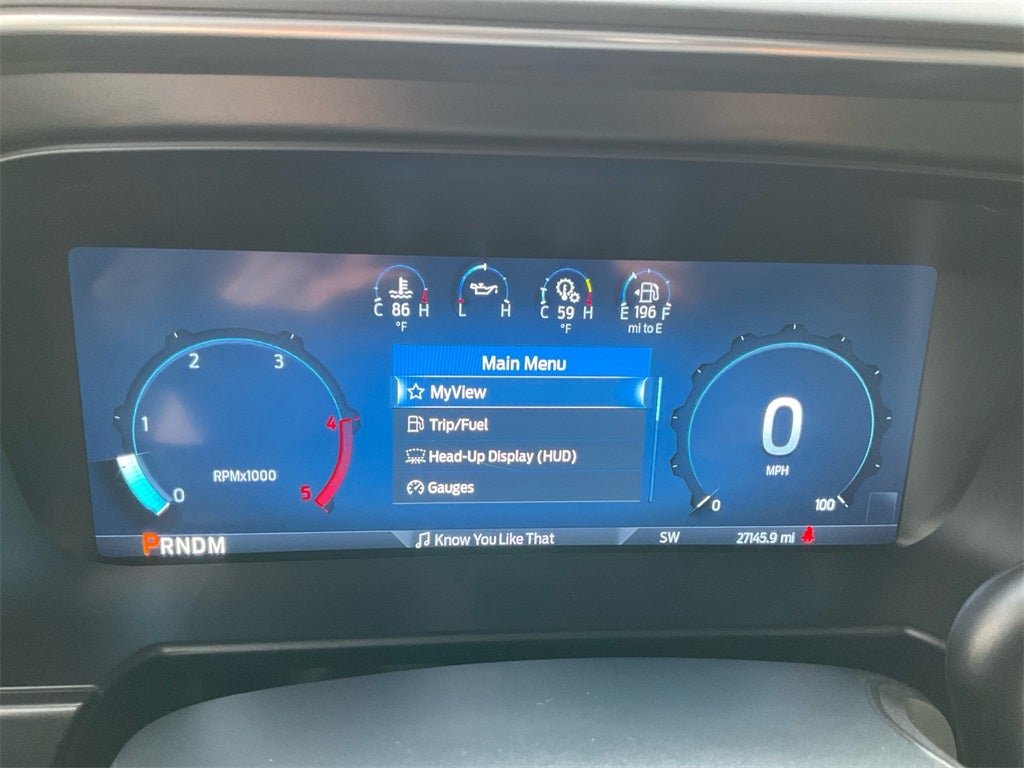 C 86 H
°F
L H
C 59 H
°F
E 196 F
mi to E
Main Menu
MyView
Trip/Fuel
Head-Up Display (HUD)
Gauges
2 3
1 4
0 5
RPMx1000
0
MPH
0 100
PRNDM
Know You Like That
SW
27145.9 mi